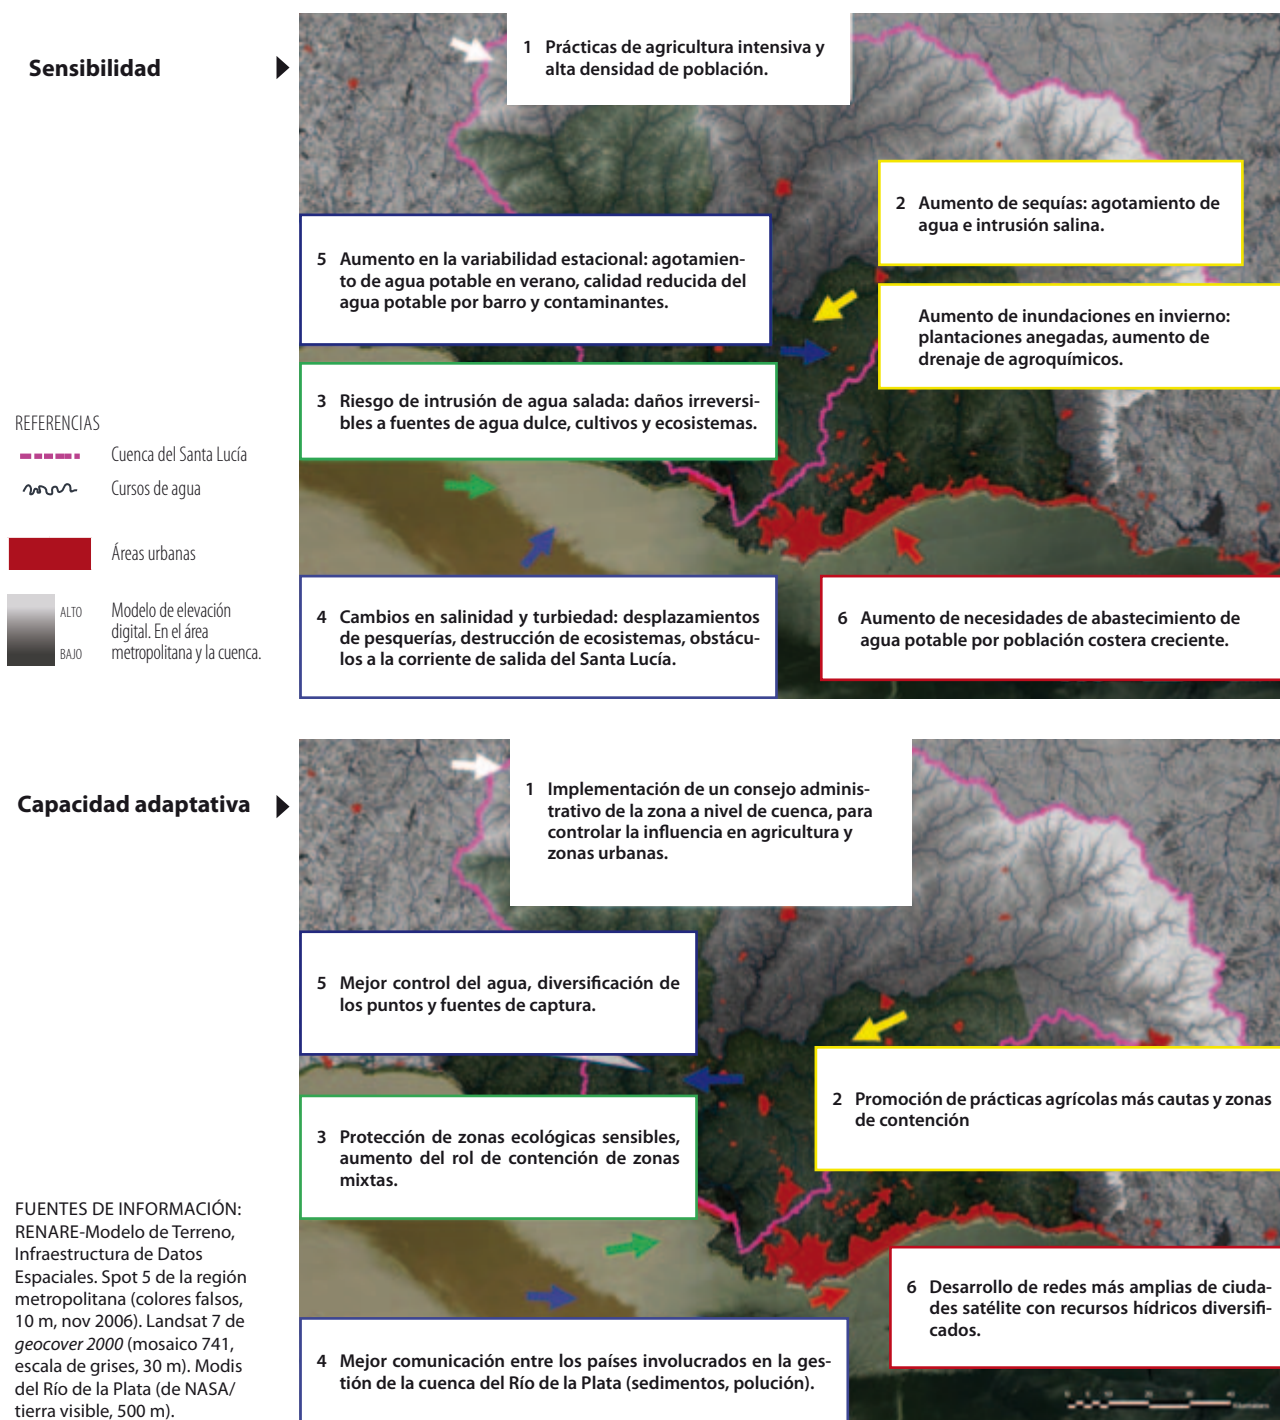 Sensibilidad
1 Prácticas de agricultura intensiva y
alta densidad de población.
2 Aumento de sequías: agotamiento de
agua e intrusión salina.
Aumento de inundaciones en invierno:
plantaciones anegadas, aumento de
drenaje de agroquímicos.
5 Aumento en la variabilidad estacional: agotamien-
to de agua potable en verano, calidad reducida del
agua potable por barro y contaminantes.
3 Riesgo de intrusión de agua salada: daños irreversi-
bles a fuentes de agua dulce, cultivos y ecosistemas.
4 Cambios en salinidad y turbiedad: desplazamientos
de pesquerías, destrucción de ecosistemas, obstácu-
los a la corriente de salida del Santa Lucía.
6 Aumento de necesidades de abastecimiento de
agua potable por población costera creciente.
REFERENCIAS
Cuenca del Santa Lucía
Cursos de agua
Áreas urbanas
ALTO
BAJO
Modelo de elevación
digital. En el área
metropolitana y la cuenca.
Capacidad adaptativa
1 Implementación de un consejo adminis-
trativo de la zona a nivel de cuenca, para
controlar la influencia en agricultura y
zonas urbanas.
5 Mejor control del agua, diversificación de
los puntos y fuentes de captura.
2 Promoción de prácticas agrícolas más cautas y zonas
de contención
3 Protección de zonas ecológicas sensibles,
aumento del rol de contención de zonas
mixtas.
6 Desarrollo de redes más amplias de ciuda-
des satélite con recursos hídricos diversifi-
cados.
4 Mejor comunicación entre los países involucrados en la ges-
tión de la cuenca del Río de la Plata (sedimentos, polución).
FUENTES DE INFORMACIÓN:
RENARE-Modelo de Terreno,
Infraestructura de Datos
Espaciales. Spot 5 de la región
metropolitana (colores falsos,
10 m, nov 2006). Landsat 7 de
geocover 2000 (mosaico 741,
escala de grises, 30 m). Modis
del Río de la Plata (de NASA/
tierra visible, 500 m).